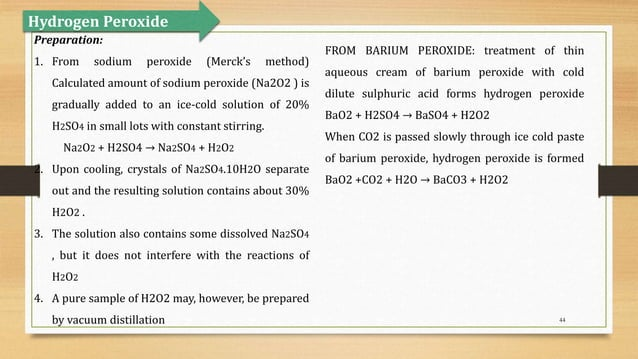 Hydrogen Peroxide
Preparation:
1. From sodium peroxide (Merck's method)
Calculated amount of sodium peroxide (Na2O2 ) is
gradually added to an ice-cold solution of 20%
H2SO4 in small lots with constant stirring.
Na2O2 + H2SO4 → Na2SO4 + H2O2
2. Upon cooling, crystals of Na2SO4.10H2O separate
out and the resulting solution contains about 30%
H2O2 .
3. The solution also contains some dissolved Na2SO4
, but it does not interfere with the reactions of
H2O2
4. A pure sample of H2O2 may, however, be prepared
by vacuum distillation
FROM BARIUM PEROXIDE: treatment of thin
aqueous cream of barium peroxide with cold
dilute sulphuric acid forms hydrogen peroxide
BaO2 + H2SO4 → BaSO4 + H2O2
When CO2 is passed slowly through ice cold paste
of barium peroxide, hydrogen peroxide is formed
BaO2 +CO2 + H2O → BaCO3 + H2O2
44